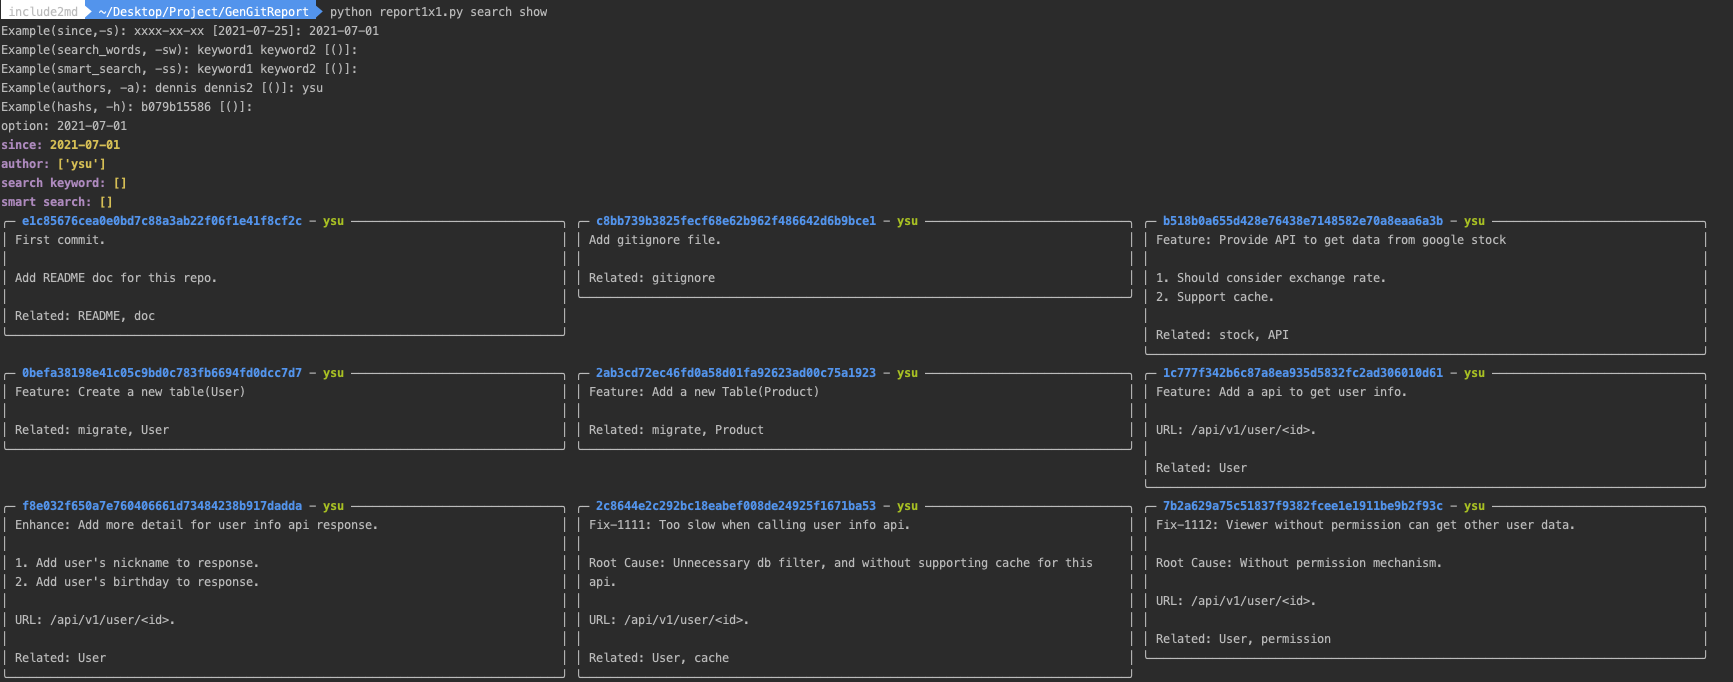 include2md ~/Desktop/Project/GenGitReport python report1x1.py search show
Example(since,-s): xxxx-xx-xx [2021-07-25]: 2021-07-01
Example(search_words, -sw): keyword1 keyword2 [()]:
Example(smart_search, -ss): keyword1 keyword2 [()]:
Example(authors, -a): dennis dennis2 [()]: ysu
Example(hashs, -h): b079b15586 [()]:
option: 2021-07-01
since: 2021-07-01
author: ['ysu']
search keyword: []
smart search: []
e1c85676cea0e0bd7c88a3ab22f06f1e41f8cf2c - ysu
First commit.
Add README doc for this repo.
Related: README, doc
c8bb739b3825fecf68e62b962f486642d6b9bce1 - ysu
Add gitignore file.
Related: gitignore
b518b0a655d428e76438e7148582e70a8eaa6a3b - ysu
Feature: Provide API to get data from google stock
1. Should consider exchange rate.
2. Support cache.
Related: stock, API
0befa38198e41c05c9bd0c783fb6694fd0dcc7d7 - ysu
Feature: Create a new table(User)
Related: migrate, User
2ab3cd72ec46fd0a58d01fa92623ad00c75a1923 - ysu
Feature: Add a new Table(Product)
Related: migrate, Product
1c777f342b6c87a8ea935d5832fc2ad306010d61 - ysu
Feature: Add a api to get user info.
URL: /api/v1/user/<id>.
Related: User
f8e032f650a7e760406661d73484238b917dadda - ysu
Enhance: Add more detail for user info api response.
1. Add user's nickname to response.
2. Add user's birthday to response.
URL: /api/v1/user/<id>.
Related: User
2c8644e2c292bc18eabef008de24925f1671ba53 - ysu
Fix-1111: Too slow when calling user info api.
Root Cause: Unnecessary db filter, and without supporting cache for this
api.
URL: /api/v1/user/<id>.
Related: User, cache
7b2a629a75c51837f9382fcee1e1911be9b2f93c - ysu
Fix-1112: Viewer without permission can get other user data.
Root Cause: Without permission mechanism.
URL: /api/v1/user/<id>.
Related: User, permission